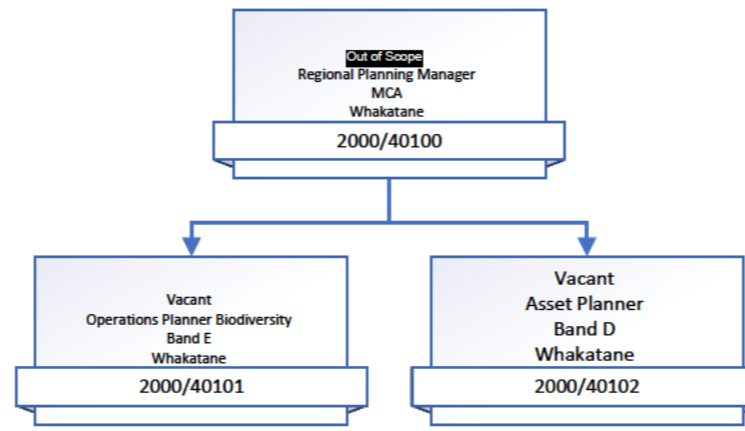 Out of Scope
Regional Planning Manager
MCA
Whakatane
2000/40100
Vacant
Operations Planner Biodiversity
Band E
Whakatane
2000/40101
Vacant
Asset Planner
Band D
Whakatane
2000/40102